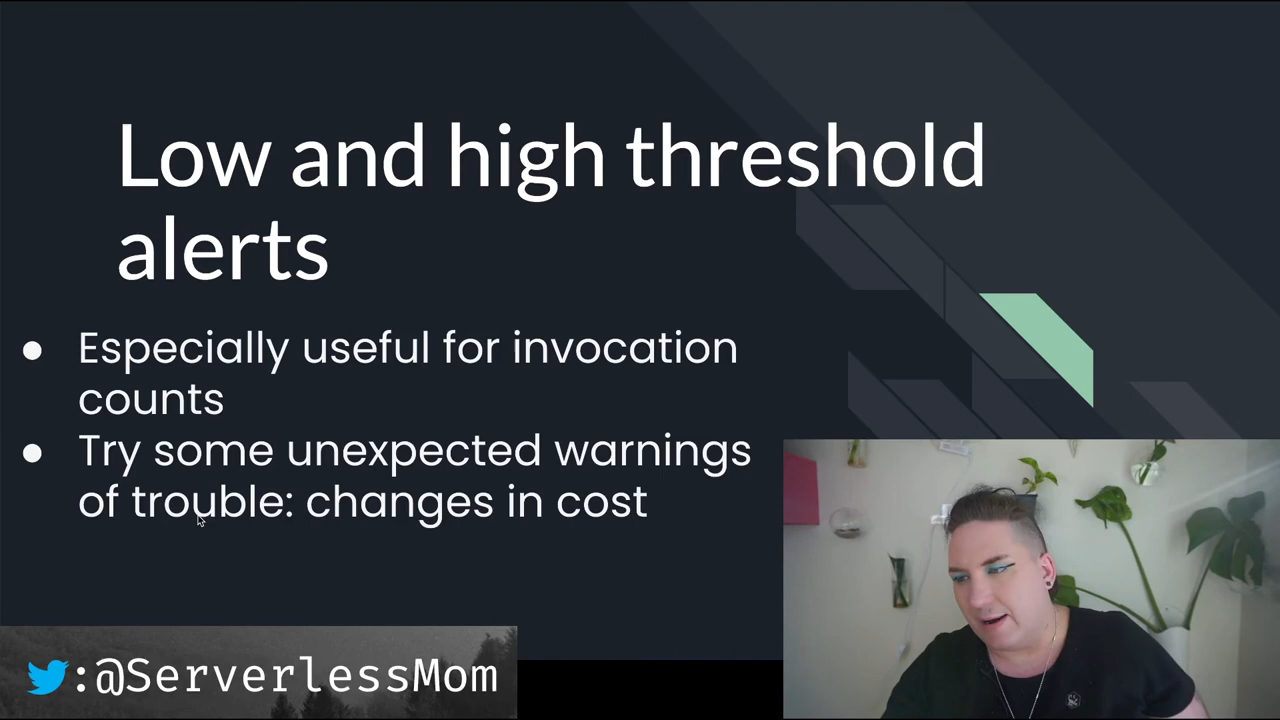 Low and high threshold
alerts
● Especially useful for invocation
counts
● Try some unexpected warnings
of trouble: changes in cost
:@ServerlessMom